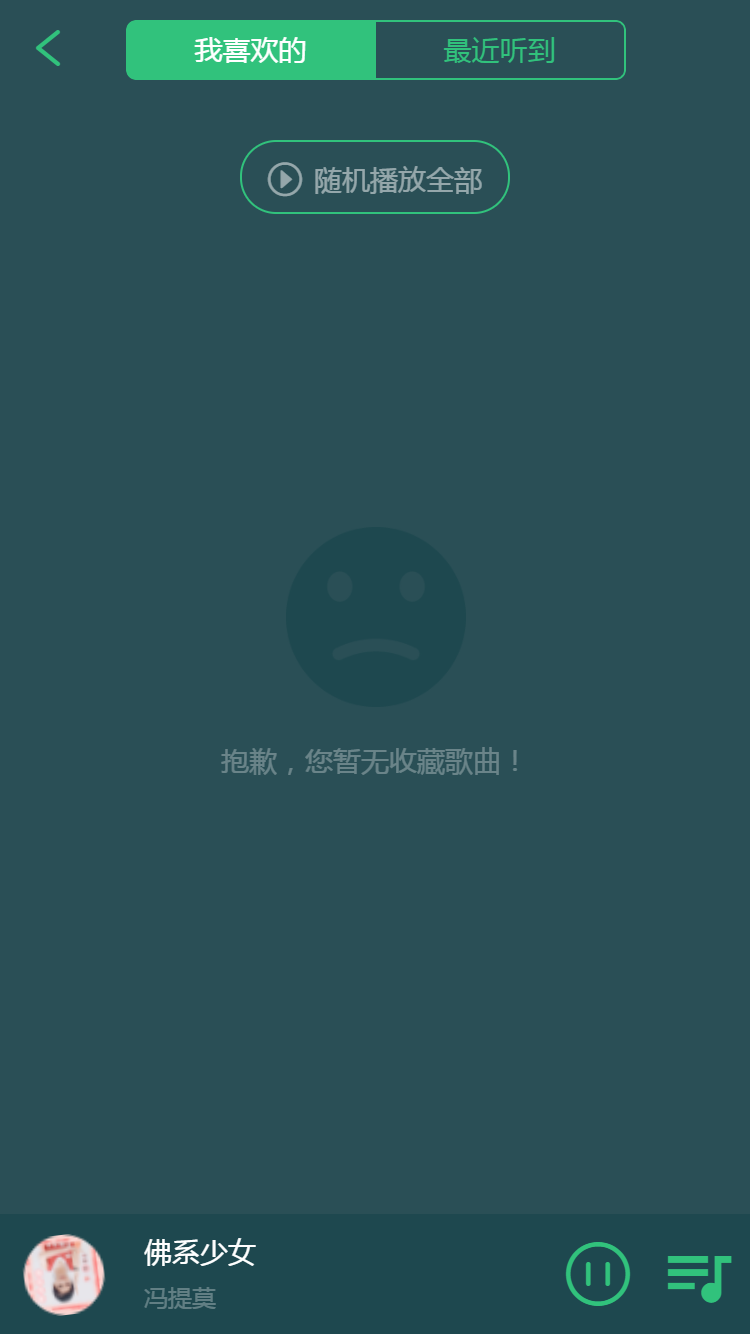 我喜欢的
最近听到
随机播放全部
抱歉，您暂无收藏歌曲！
佛系少女
冯提莫